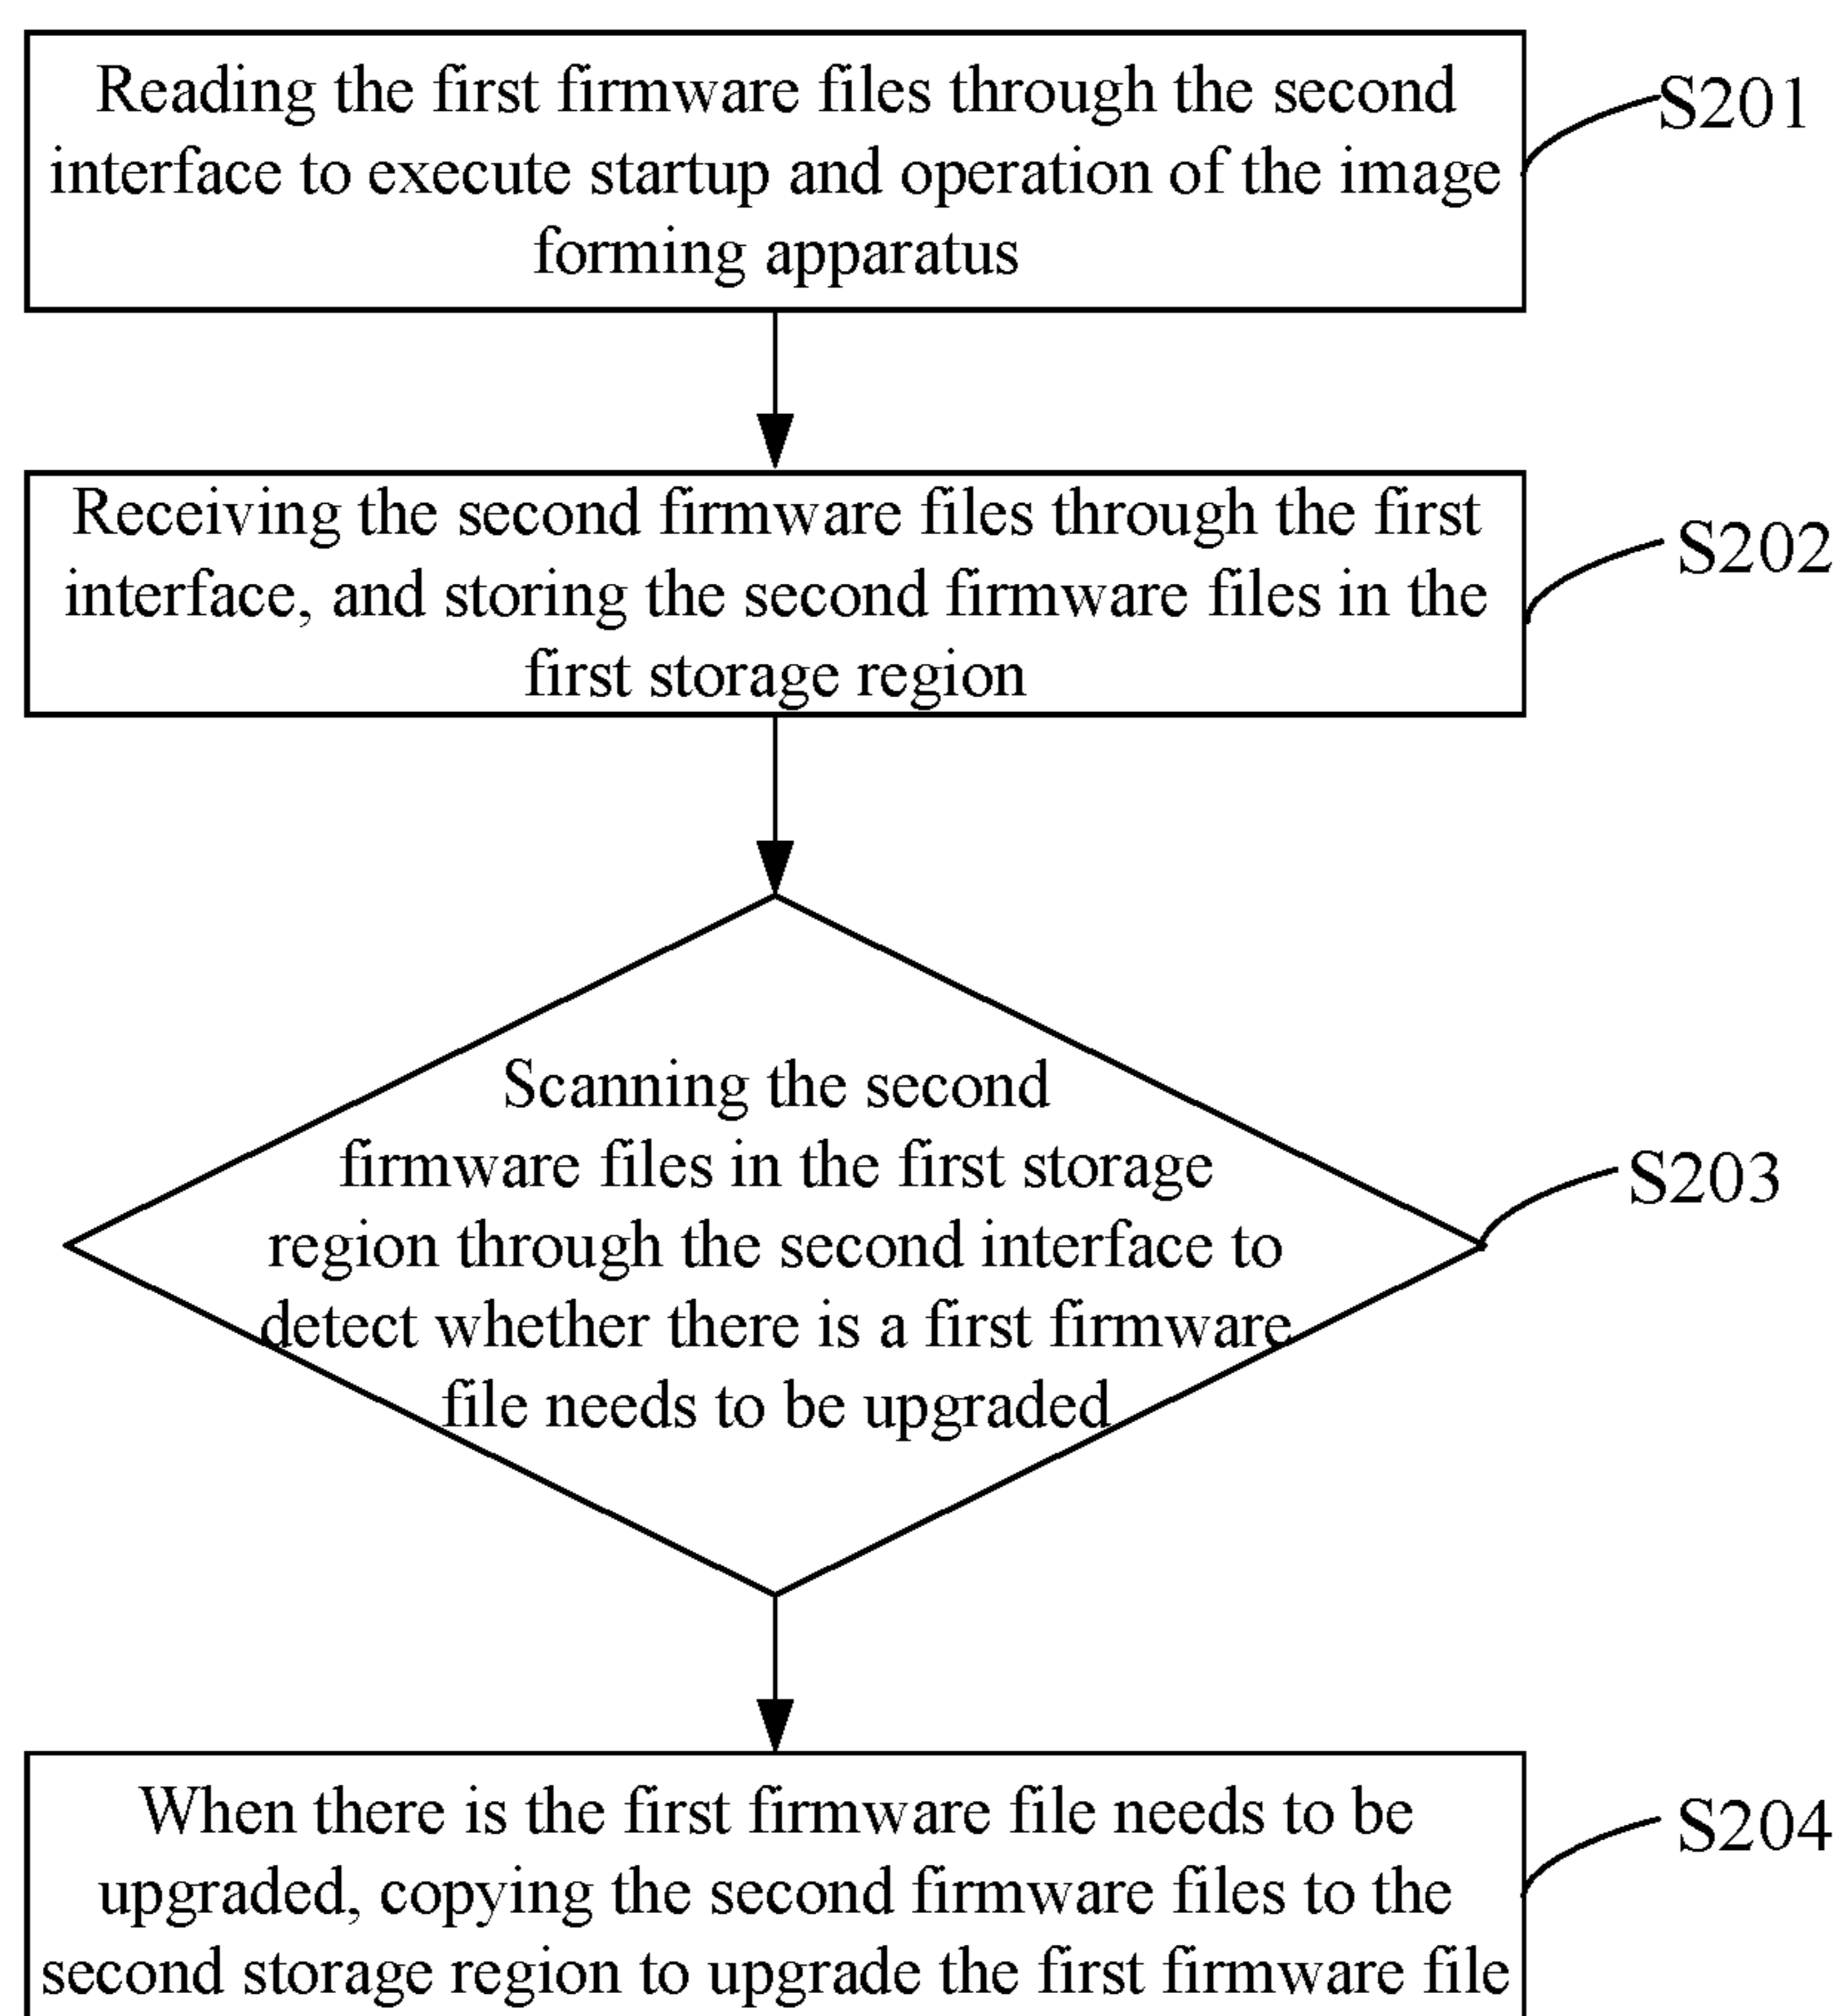 Reading the first firmware files through the second
interface to execute startup and operation of the image
forming apparatus
S201
Receiving the second firmware files through the first
interface, and storing the second firmware files in the
first storage region
S202
Scanning the second
firmware files in the first storage
region through the second interface to
detect whether there is a first firmware
file needs to be upgraded
S203
When there is the first firmware file needs to be
upgraded, copying the second firmware files to the
second storage region to upgrade the first firmware file
S204